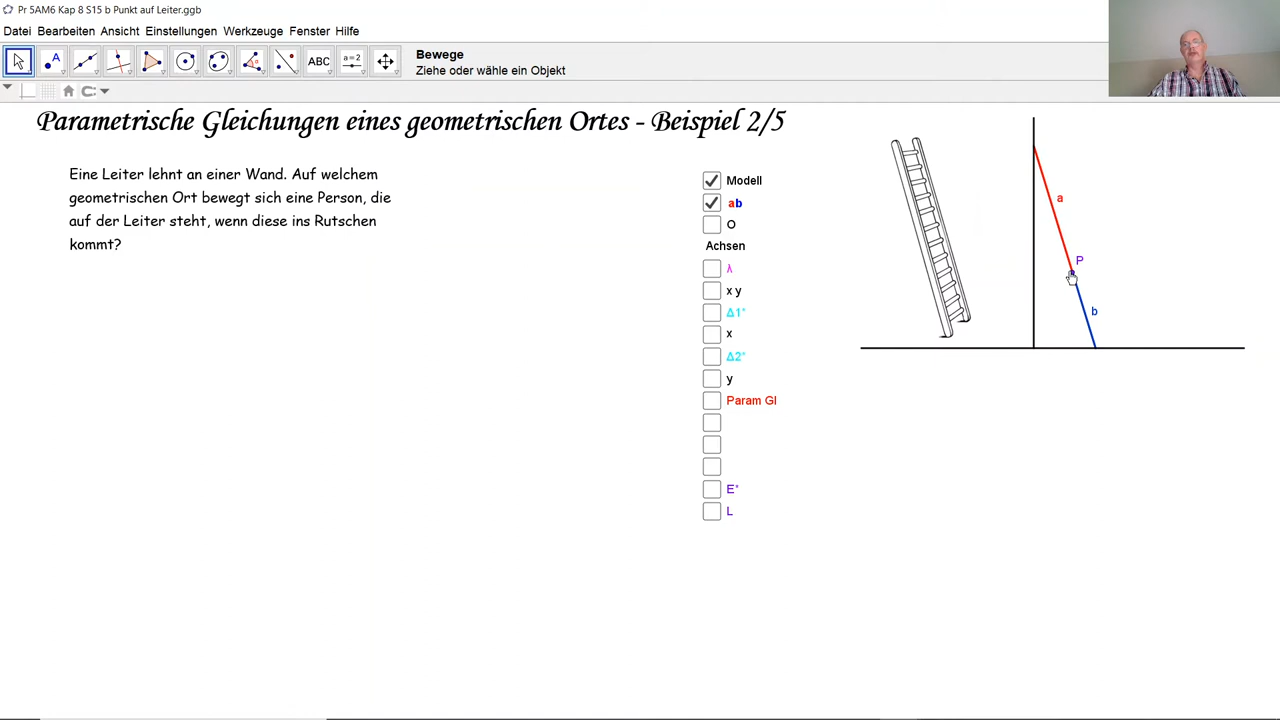 Pr 5AM6 Kap 8 S15 b Punkt auf Leiter.ggb
Datei Bearbeiten Ansicht Einstellungen Werkzeuge Fenster Hilfe
A
ABC
a=2
Bewege
Ziehe oder wähle ein Objekt
Parametrische Gleichungen eines geometrischen Ortes - Beispiel 2/5
Eine Leiter lehnt an einer Wand. Auf welchem
geometrischen Ort bewegt sich eine Person, die
auf der Leiter steht, wenn diese ins Rutschen
kommt?
Modell
ab
O
Achsen
λ
x y
Δ1*
x
Δ2*
y
Param Gl
E*
L
a
P
b